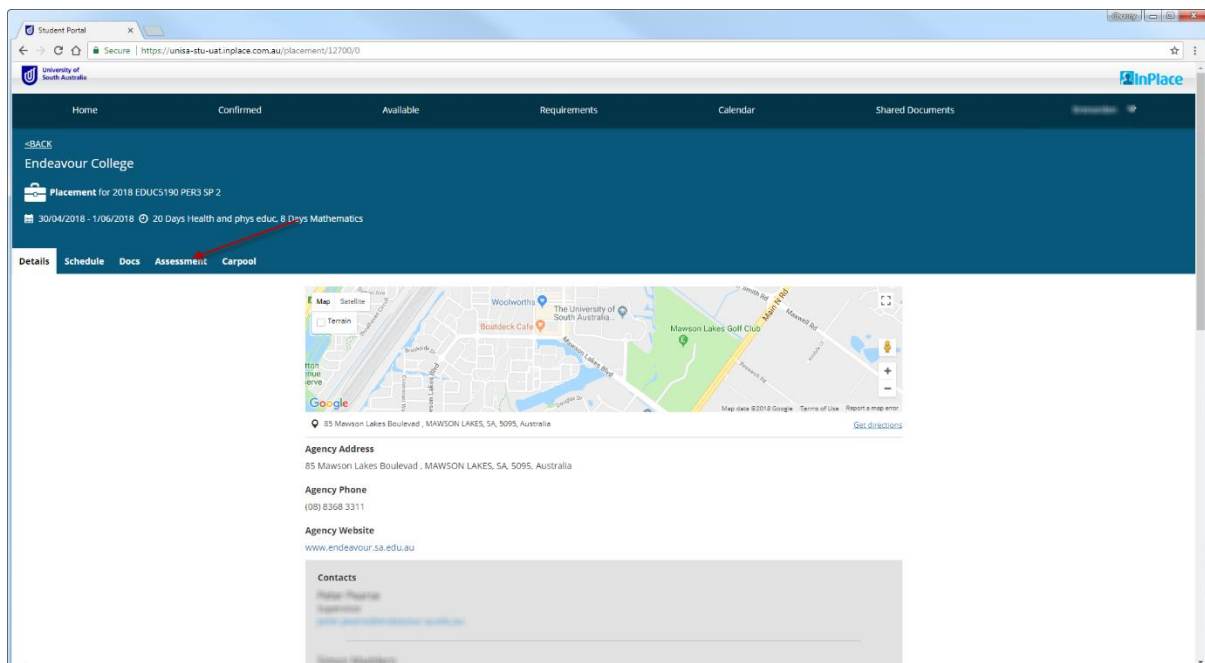 Student Portal
Secure | https://unisa-stu-uat.inplace.com.au/placement/12700/0
University of
South Australia
InPlace
Home Confirmed Available Requirements Calendar Shared Documents
<BACK
Endeavour College
Placement for 2018 EDUC5190 PER3 SP 2
30/04/2018 - 1/06/2018 20 Days Health and phys educ, 8 Days Mathematics
Details Schedule Docs Assessment Carpool
Map Satellite
Terrain
Woolworths
The University of
South Australia...
Boatdeck Cafe
Mawson Lakes Golf Club
Mawson Lakes Blvd
Main N Rd
Smith Rd
Maxwell Rd
Google
Map data ©2018 Google Terms of Use Report a map error
85 Mawson Lakes Boulevad , MAWSON LAKES, SA, 5095, Australia
Get directions
Agency Address
85 Mawson Lakes Boulevad , MAWSON LAKES, SA, 5095, Australia
Agency Phone
(08) 8368 3311
Agency Website
www.endeavour.sa.edu.au
Contacts